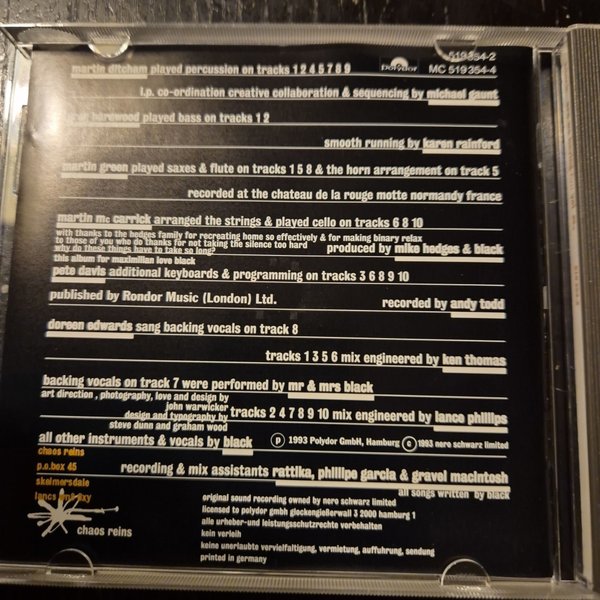 519354-2
martin ditcham played percussion on tracks 1 2 4 5 7 8 9
Polydor
MC 519354-4
l.p. co-ordination creative collaboration & sequencing by michael gaunt
harewood played bass on tracks 1 2
smooth running by karen rainford
martin green played saxes & flute on tracks 1 5 8 & the horn arrangement on track 5
recorded at the chateau de la rouge motte normandy france
martin mc carrick arranged the strings & played cello on tracks 6 8 10
with thanks to the hedges family for recreating home so effectively & for making binary relax
to those of you who do thanks for not taking the silence too hard
why do these things have to take so long?
produced by mike hedges & black
this album for maximilian love black
pete davis additional keyboards & programming on tracks 3 6 8 9 10
published by Rondor Music (London) Ltd.
recorded by andy todd
doreen edwards sang backing vocals on track 8
tracks 1 3 5 6 mix engineered by ken thomas
backing vocals on track 7 were performed by mr & mrs black
art direction , photography, love and design by
john warwicker
design and typography by
tracks 2 4 7 8 9 10 mix engineered by lance phillips
steve dunn and graham wood
all other instruments & vocals by black
p 1993 Polydor GmbH, Hamburg c 1993 nero schwarz limited
chaos reins
p.o.box 45
skelmersdale
lancs
recording & mix assistants rattika, phillipe garcia & gravel macintosh
all songs written by black
chaos reins
original sound recording owned by nero schwarz limited
licensed to polydor gmbh glockengießerwall 3 2000 hamburg 1
alle urheber-und leistungsschutzrechte vorbehalten
kein verleih
keine unerlaubte vervielfaltigung, vermietung, auffuhrung, sendung
printed in germany